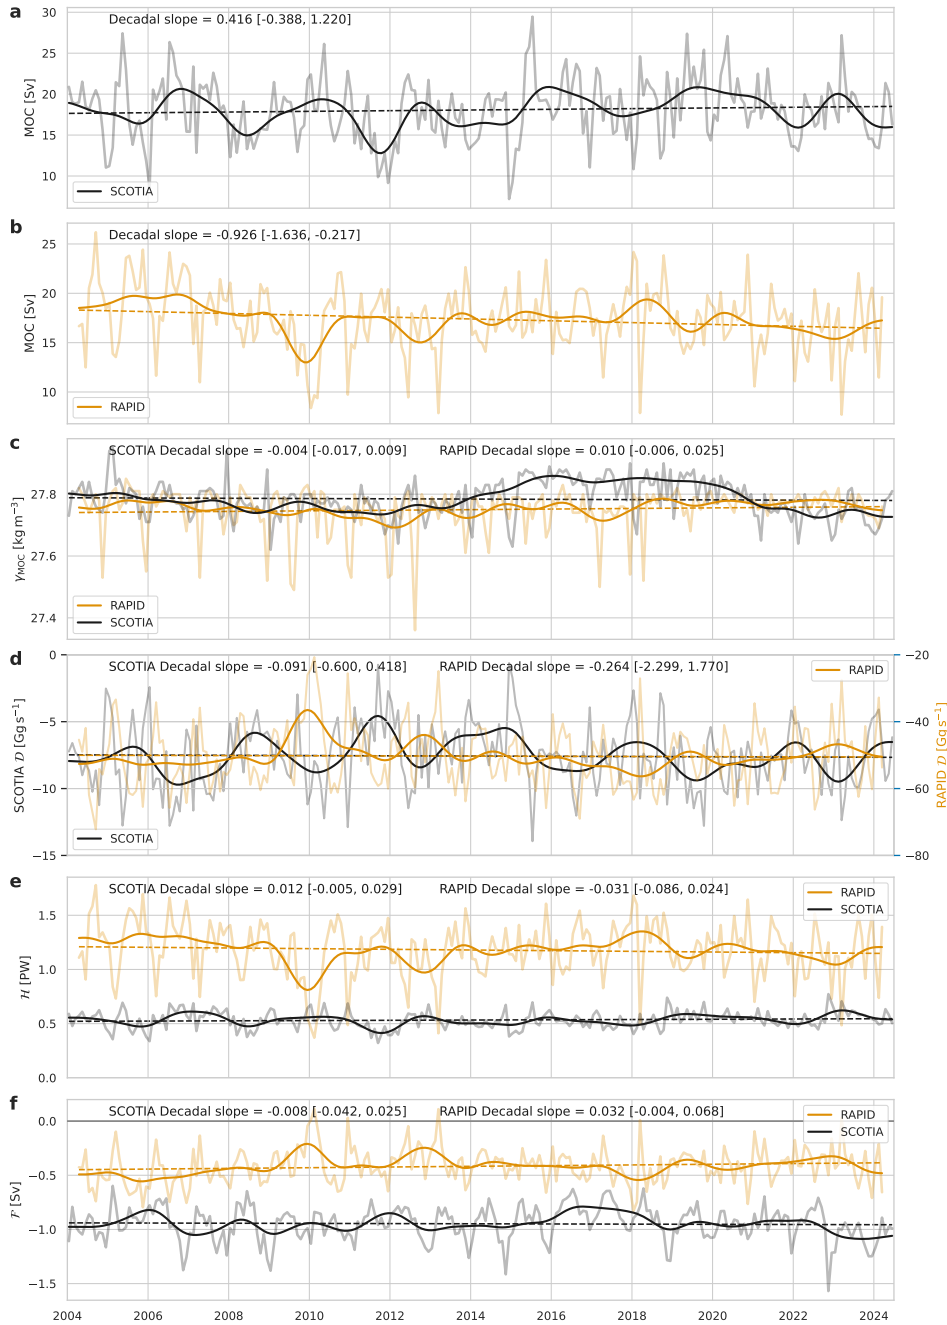 a
Decadal slope = 0.416 [-0.388, 1.220]
30
25
20
15
10
MOC [Sv]
SCOTIA
b
Decadal slope = -0.926 [-1.636, -0.217]
25
20
15
10
MOC [Sv]
RAPID
c
SCOTIA Decadal slope = -0.004 [-0.017, 0.009] RAPID Decadal slope = 0.010 [-0.006, 0.025]
27.8
27.6
27.4
γMOC [kg m−3]
RAPID
SCOTIA
d
SCOTIA Decadal slope = -0.091 [-0.600, 0.418] RAPID Decadal slope = -0.264 [-2.299, 1.770]
RAPID
0
−5
−10
−15
SCOTIA 𝒟 [Gg s−1]
−20
−40
−60
−80
RAPID 𝒟 [Gg s−1]
SCOTIA
e
SCOTIA Decadal slope = 0.012 [-0.005, 0.029] RAPID Decadal slope = -0.031 [-0.086, 0.024]
RAPID
SCOTIA
1.5
1.0
0.5
0.0
ℋ [PW]
f
SCOTIA Decadal slope = -0.008 [-0.042, 0.025] RAPID Decadal slope = 0.032 [-0.004, 0.068]
RAPID
SCOTIA
0.0
−0.5
−1.0
−1.5
ℱ [Sv]
2004 2006 2008 2010 2012 2014 2016 2018 2020 2022 2024